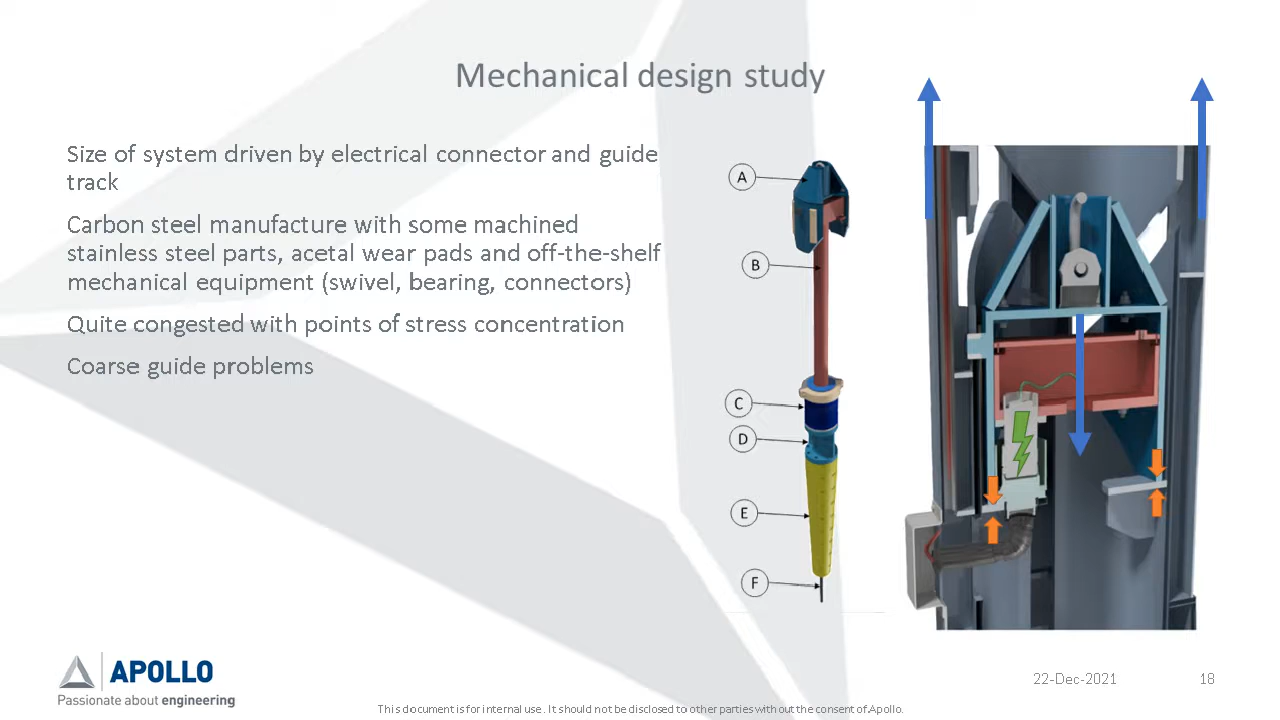 Mechanical design study
Size of system driven by electrical connector and guide
track
Carbon steel manufacture with some machined
stainless steel parts, acetal wear pads and off-the-shelf
mechanical equipment (swivel, bearing, connectors)
Quite congested with points of stress concentration
Coarse guide problems
A
B
C
D
E
F
APOLLO
Passionate about engineering
22-Dec-2021
18
This document is for internal use. It should not be disclosed to other parties without the consent of Apollo.